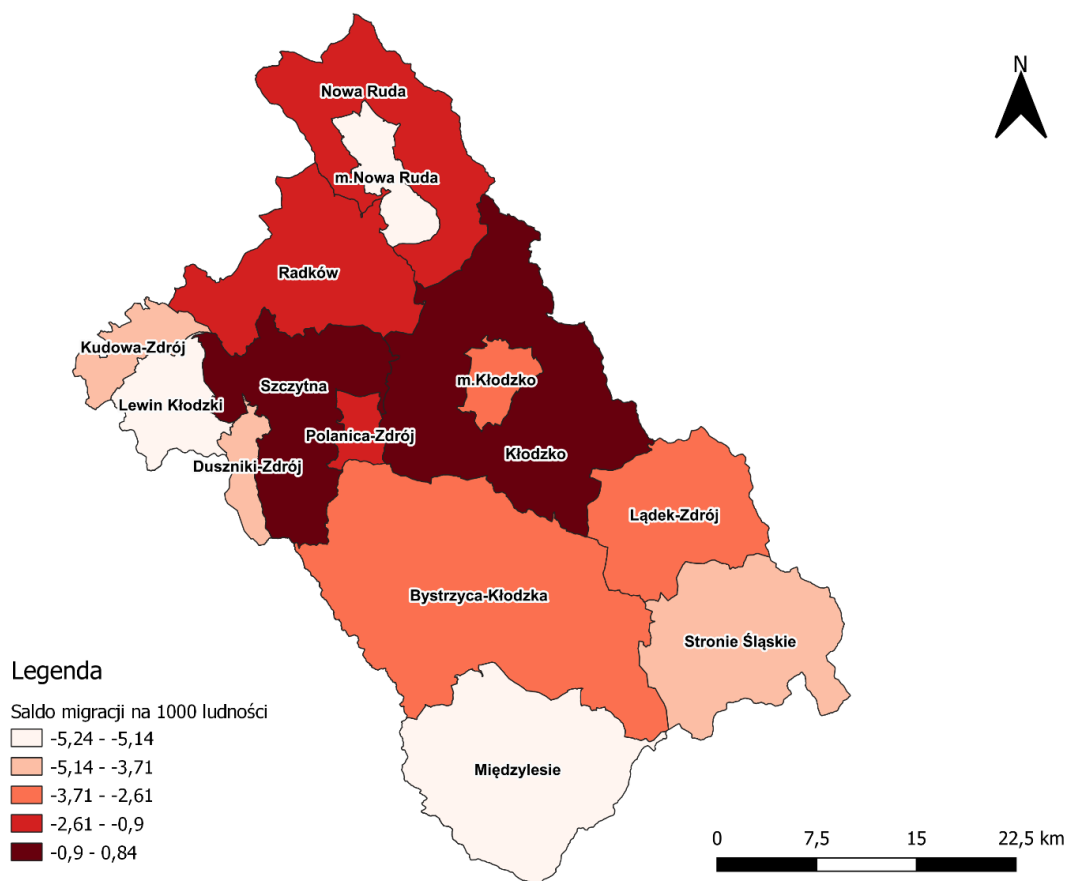 N
Nowa Ruda
m.Nowa Ruda
Radków
Kudowa-Zdrój
Szczytna
m.Kłodzko
Lewin Kłodzki
Polanica-Zdrój
Kłodzko
Duszniki-Zdrój
Lądek-Zdrój
Bystrzyca-Kłodzka
Stronie Śląskie
Międzylesie
Legenda
Saldo migracji na 1000 ludności
-5,24 - -5,14
-5,14 - -3,71
-3,71 - -2,61
-2,61 - -0,9
-0,9 - 0,84
0 7,5 15 22,5 km